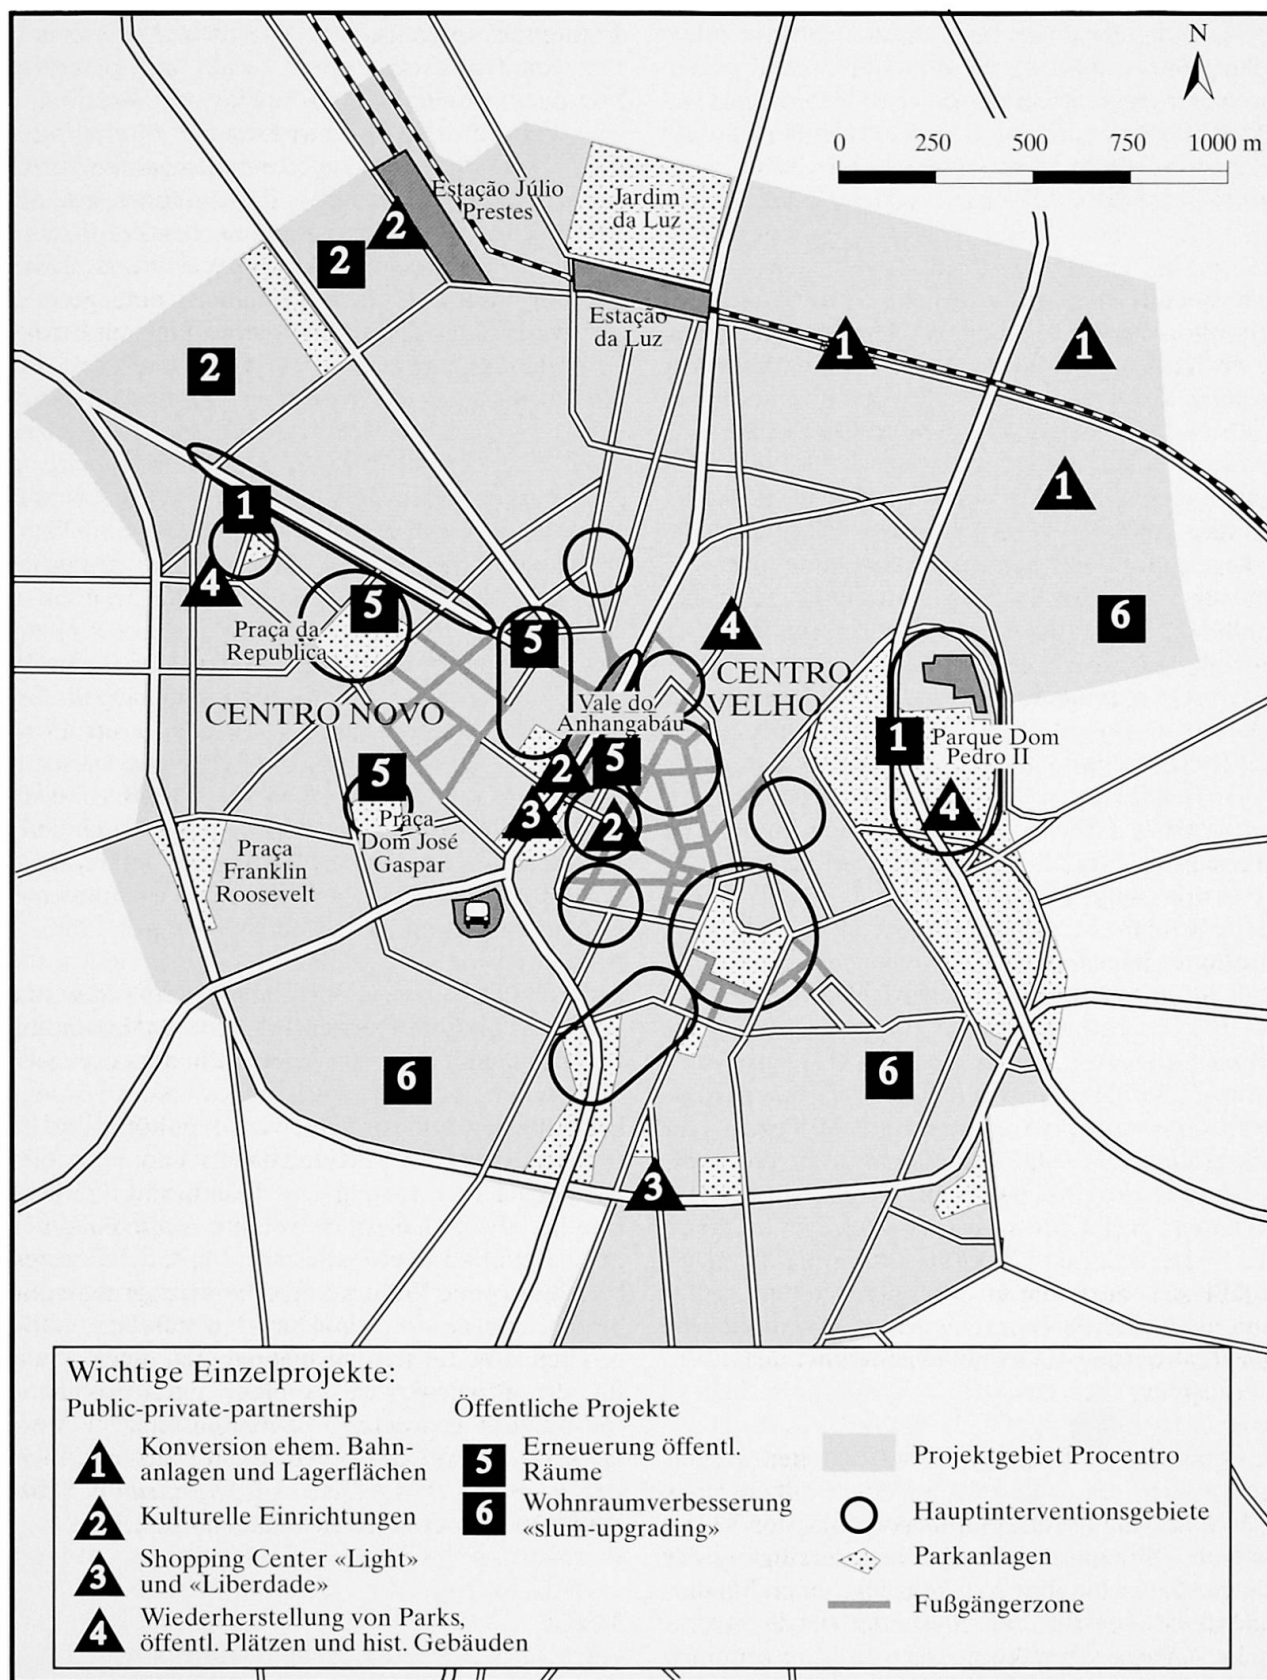 N
0 250 500 750 1000 m
Estação Júlio
Prestes
Jardim
da Luz
2
2
Estação
da Luz
1
1
2
1
1
4
5
Praça da
Republica
5
4
6
CENTRO NOVO
CENTRO
VELHO
Vale do
Anhangabáu
1
Parque Dom
Pedro II
5
5
2
3
2
4
Praça
Dom José
Gaspar
Praça
Franklin
Roosevelt
6
6
3
Wichtige Einzelprojekte:
Public-private-partnership
1 Konversion ehem. Bahn-
anlagen und Lagerflächen
2 Kulturelle Einrichtungen
3 Shopping Center «Light»
und «Liberdade»
4 Wiederherstellung von Parks,
öffentl. Plätzen und hist. Gebäuden
Öffentliche Projekte
5 Erneuerung öffentl.
Räume
6 Wohnraumverbesserung
«slum-upgrading»
Projektgebiet Procentro
Hauptinterventionsgebiete
Parkanlagen
Fußgängerzone